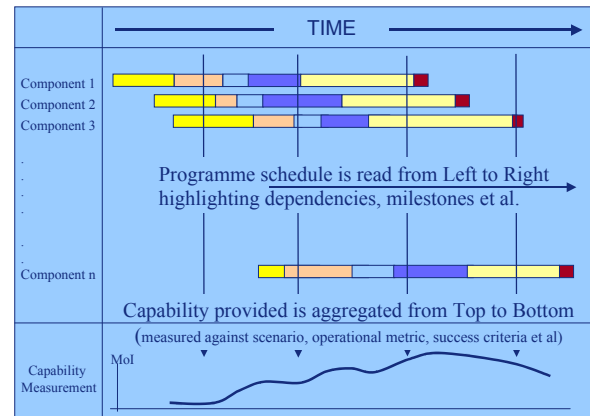 TIME
Component 1
Component 2
Component 3
.
.
.
.
Programme schedule is read from Left to Right
highlighting dependencies, milestones et al.
.
.
Component n
Capability provided is aggregated from Top to Bottom
(measured against scenario, operational metric, success criteria et al)
MoI
Capability
Measurement